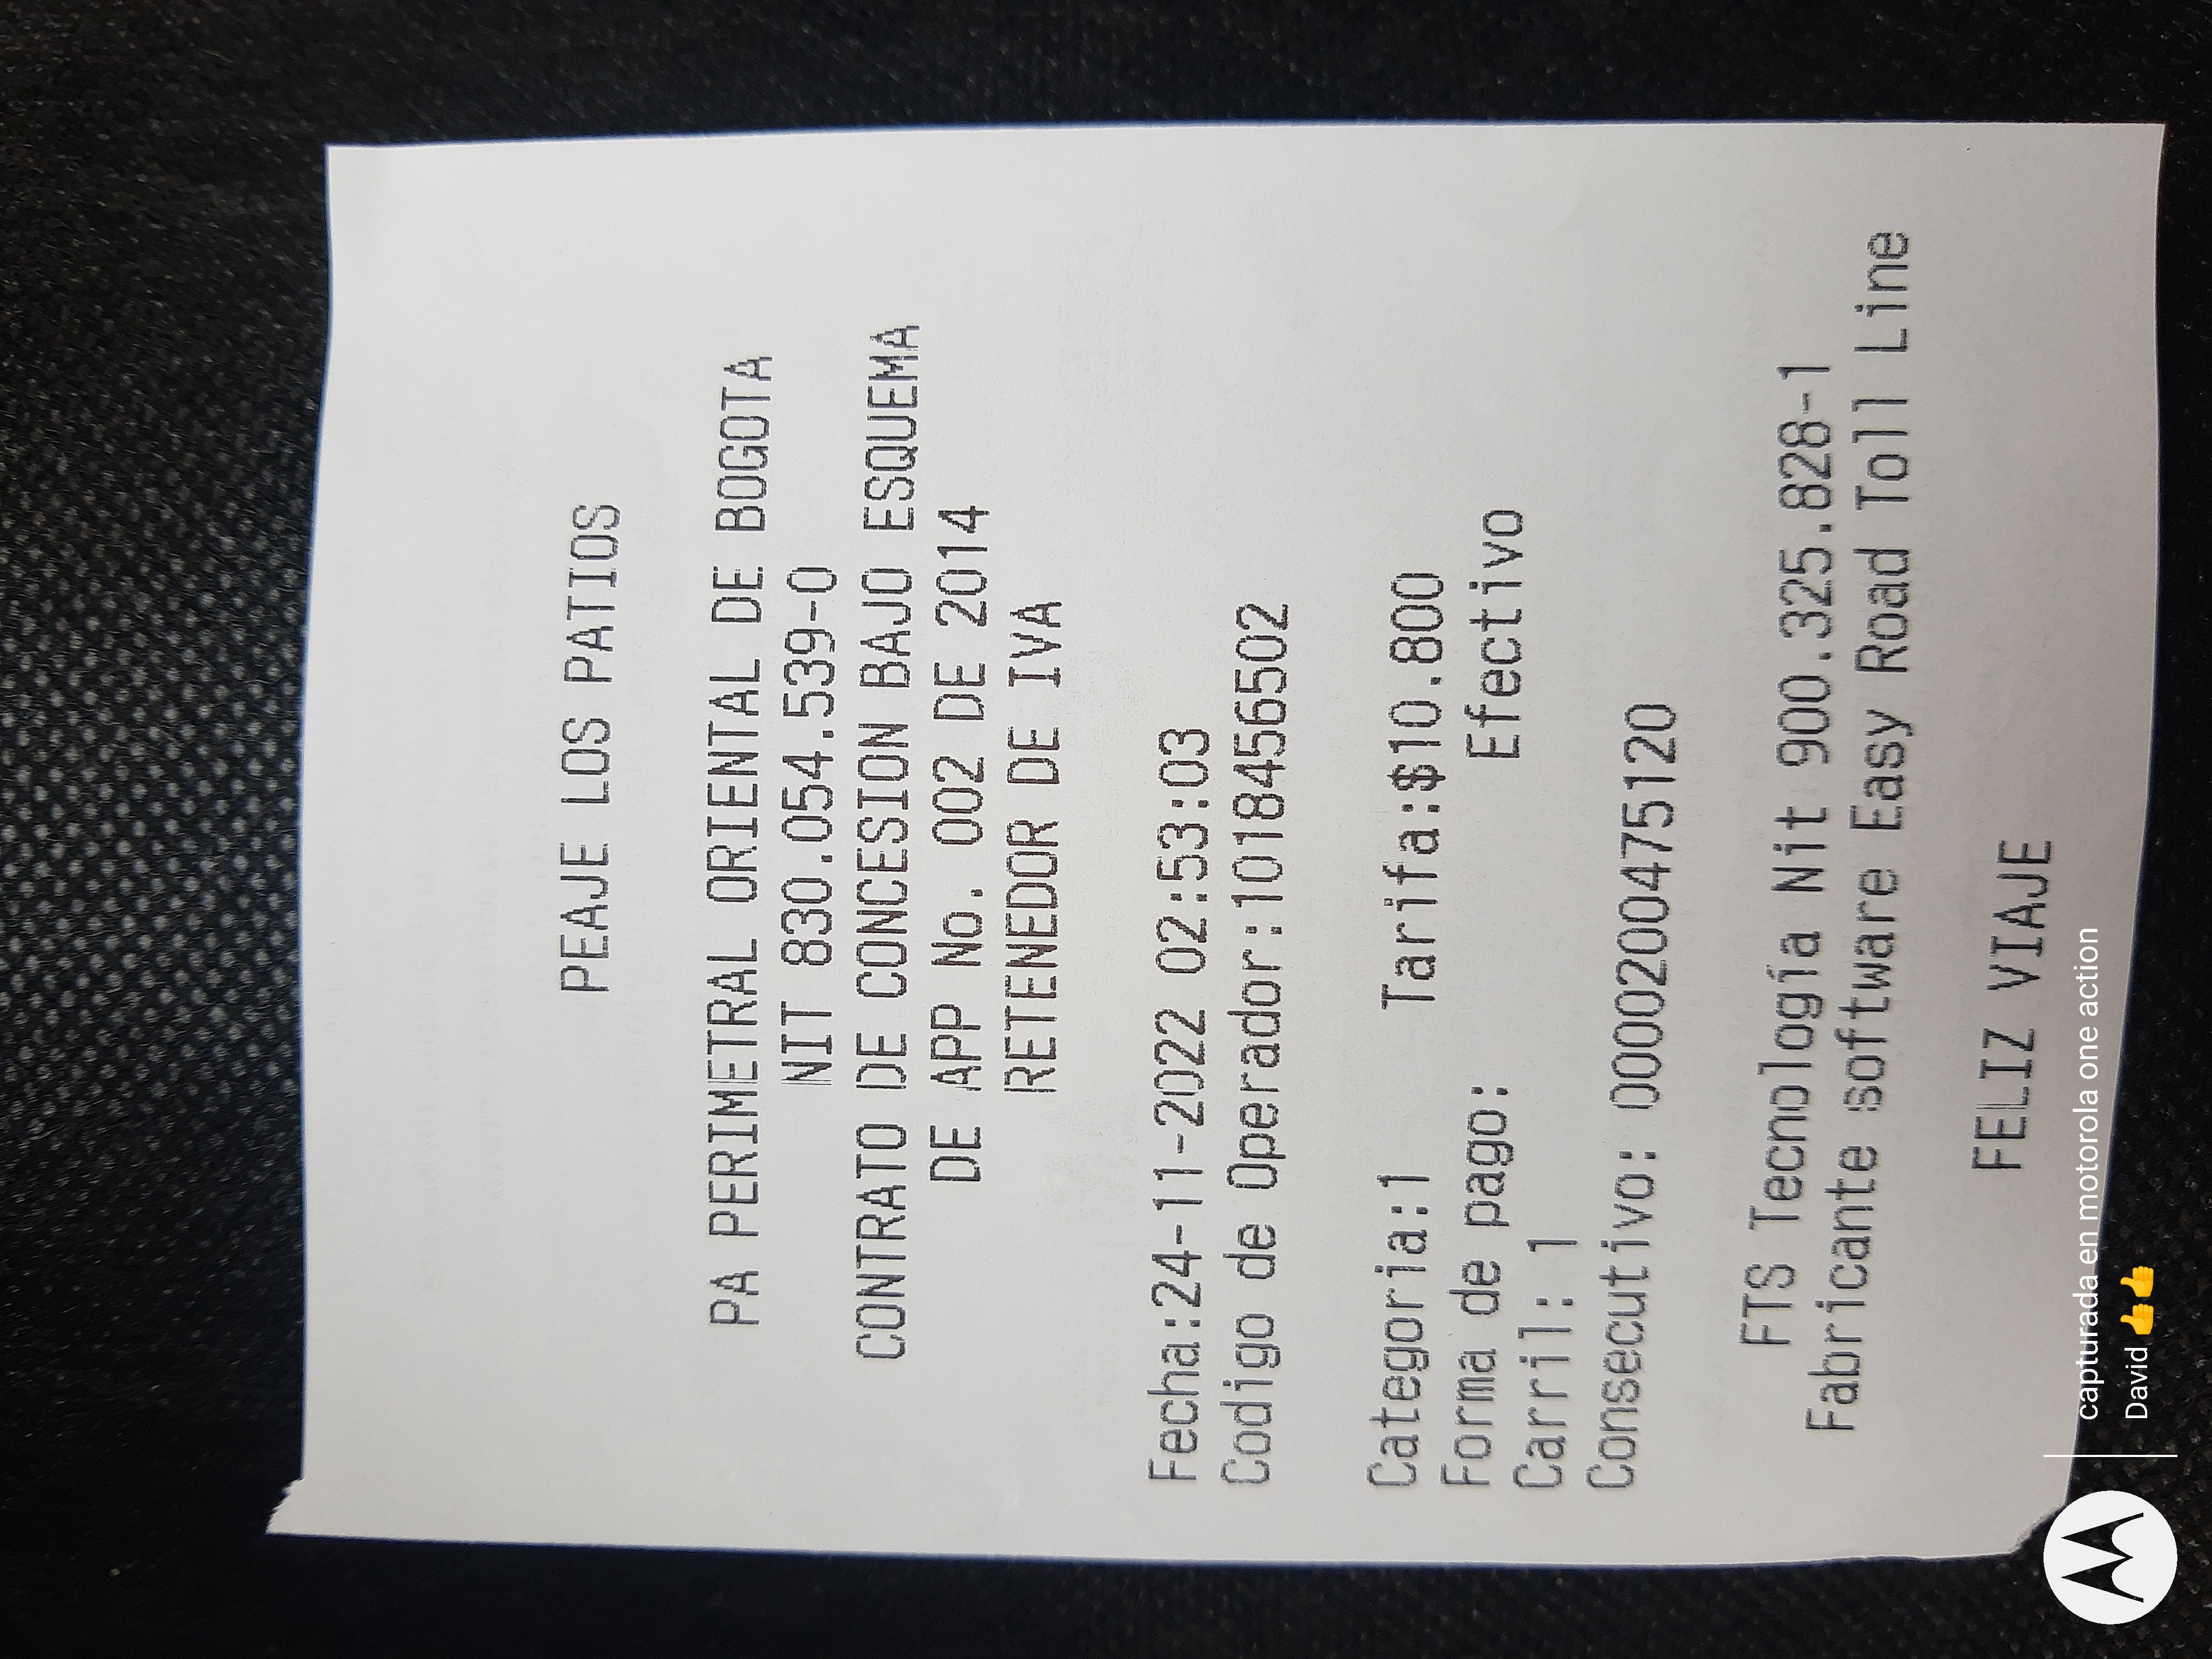 PEAJE LOS PATIOS
PA PERIMETRAL ORIENTAL DE BOGOTA
NIT 830.054.539-0
CONTRATO DE CONCESION BAJO ESQUEMA
DE APP No. 002 DE 2014
RETENEDOR DE IVA
Fecha:24-11-2022 02:53:03
Codigo de Operador:1018456502
Categoria:1 Tarifa:$10.800
Forma de pago: Efectivo
Carril: 1
Consecutivo: 0000200475120
FTS Tecnología Nit 900.325.828-1
Fabricante software Easy Road Toll Line
FELIZ VIAJE
capturada en motorola one action
David 👍👍